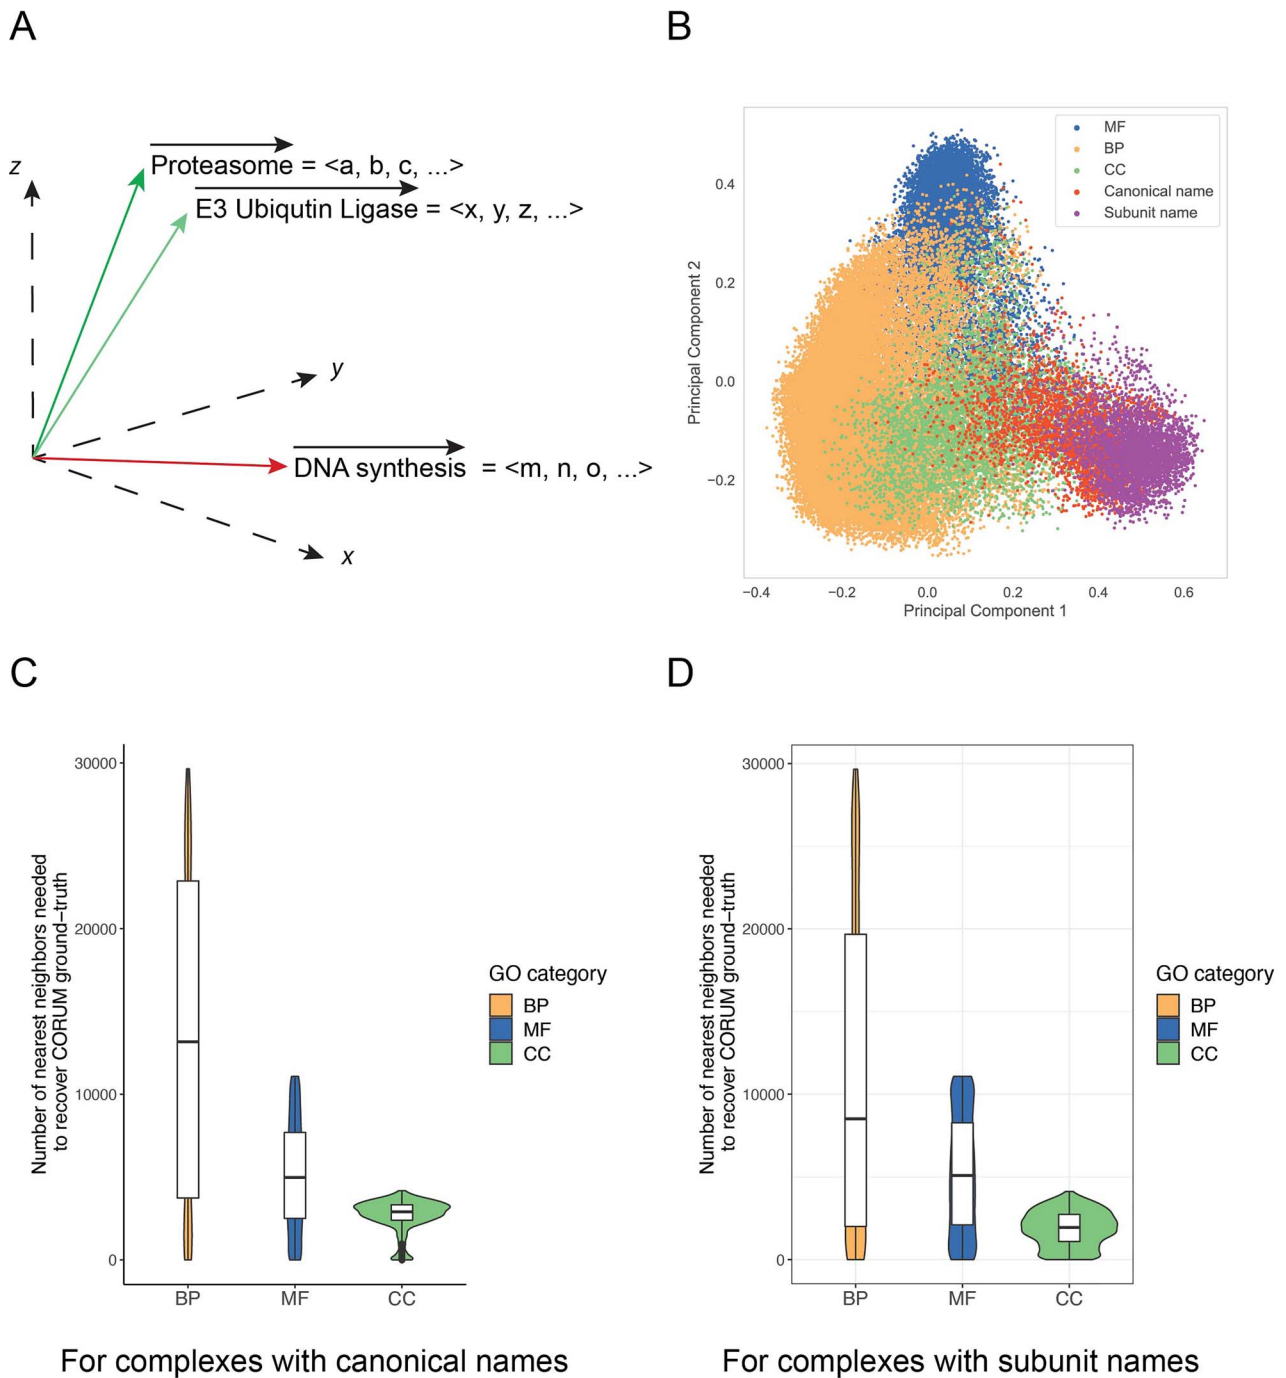 A
z
Proteasome = <a, b, c, ...>
E3 Ubiqutin Ligase = <x, y, z, ...>
y
DNA synthesis = <m, n, o, ...>
x
B
MF
BP
CC
Canonical name
Subunit name
Principal Component 2
0.4
0.2
0.0
−0.2
−0.4
−0.2
0.0
0.2
0.4
0.6
Principal Component 1
C
Number of nearest neighbors needed
to recover CORUM ground−truth
30000
20000
10000
0
BP
MF
CC
GO category
BP
MF
CC
For complexes with canonical names
D
Number of nearest neighbors needed
to recover CORUM ground−truth
30000
20000
10000
0
BP
MF
CC
GO category
BP
MF
CC
For complexes with subunit names